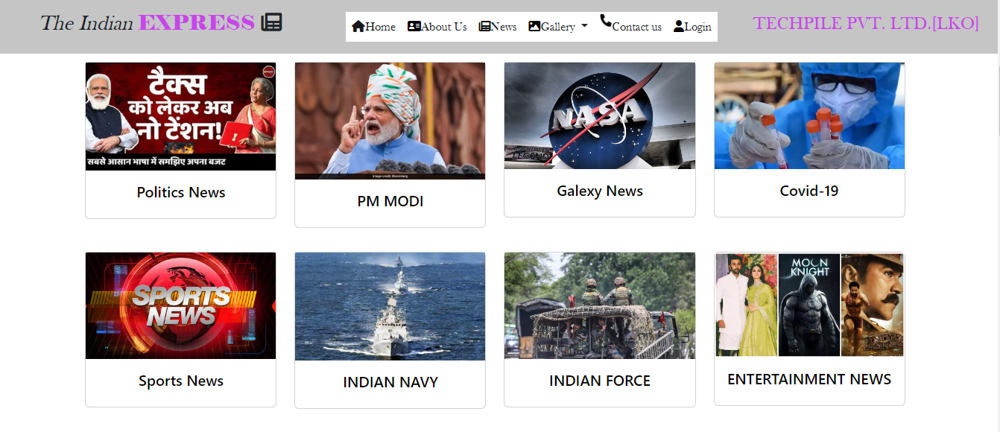 The Indian EXPRESS
Home
About Us
News
Gallery
Contact us
Login
TECHPILE PVT. LTD.[LKO]
टैक्स
को लेकर अब
नो टेंशन!
सबसे आसान भाषा में समझिए अपना बजट
Politics News
Image credit: Bloomberg
PM MODI
NASA
Galexy News
Covid-19
SPORTS
NEWS
Sports News
INDIAN NAVY
INDIAN FORCE
MOON
KNIGHT
RRR
ENTERTAINMENT NEWS